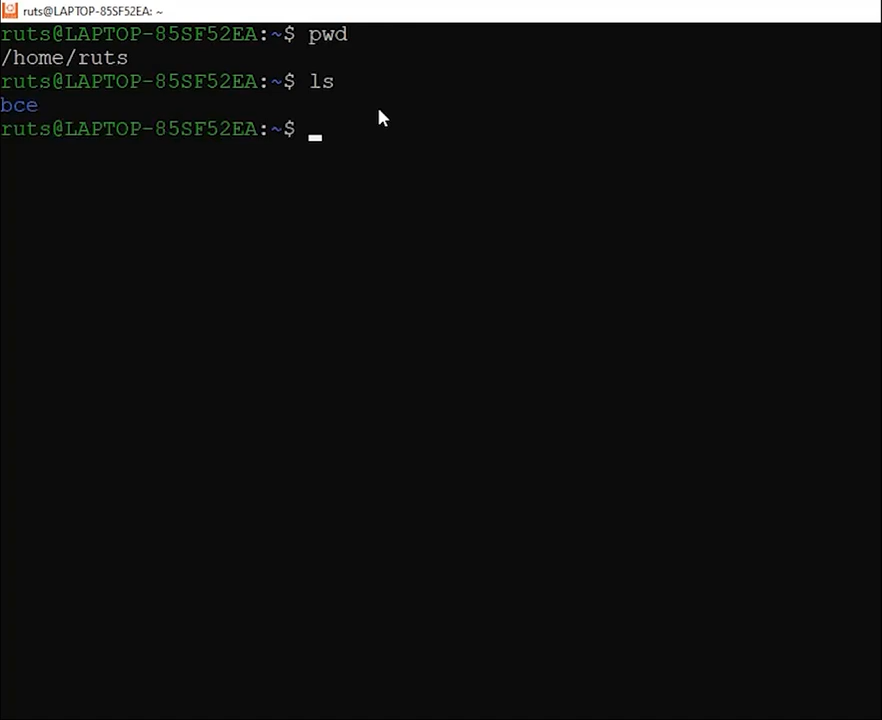 ruts@LAPTOP-85SF52EA: ~
ruts@LAPTOP-85SF52EA:~$ pwd
/home/ruts
ruts@LAPTOP-85SF52EA:~$ ls
bce
ruts@LAPTOP-85SF52EA:~$